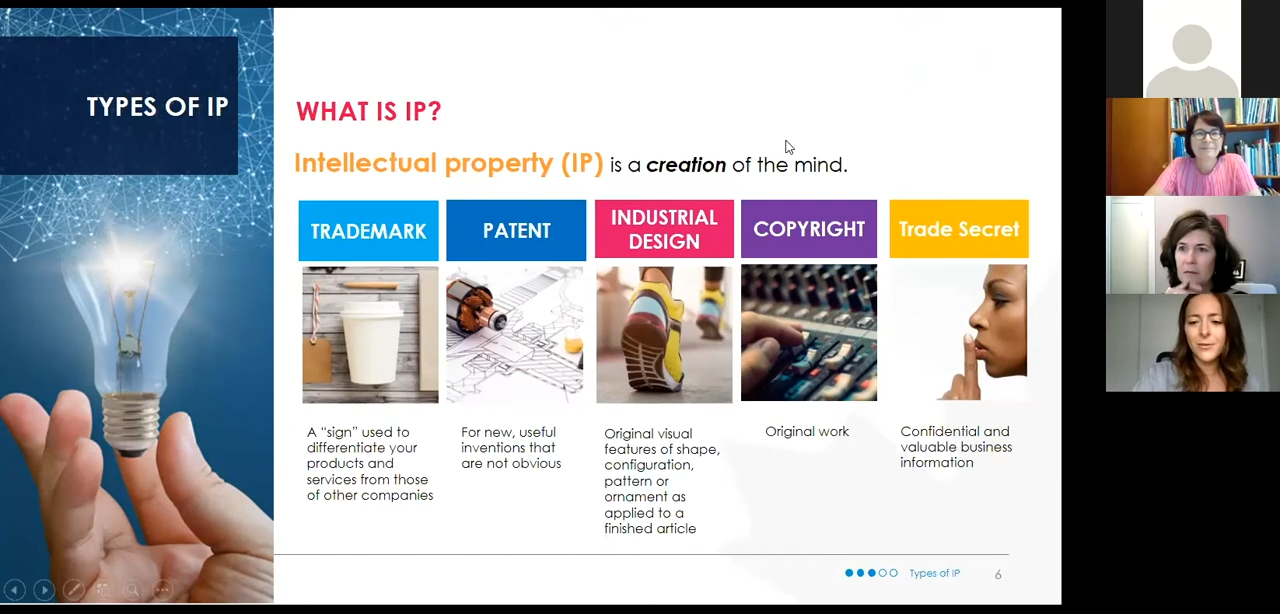 TYPES OF IP
WHAT IS IP?
Intellectual property (IP) is a creation of the mind.
TRADEMARK
A “sign” used to
differentiate your
products and
services from those
of other companies
PATENT
For new, useful
inventions that
are not obvious
INDUSTRIAL
DESIGN
Original visual
features of shape,
configuration,
pattern or
ornament as
applied to a
finished article
COPYRIGHT
Original work
Trade Secret
Confidential and
valuable business
information
Types of IP
6